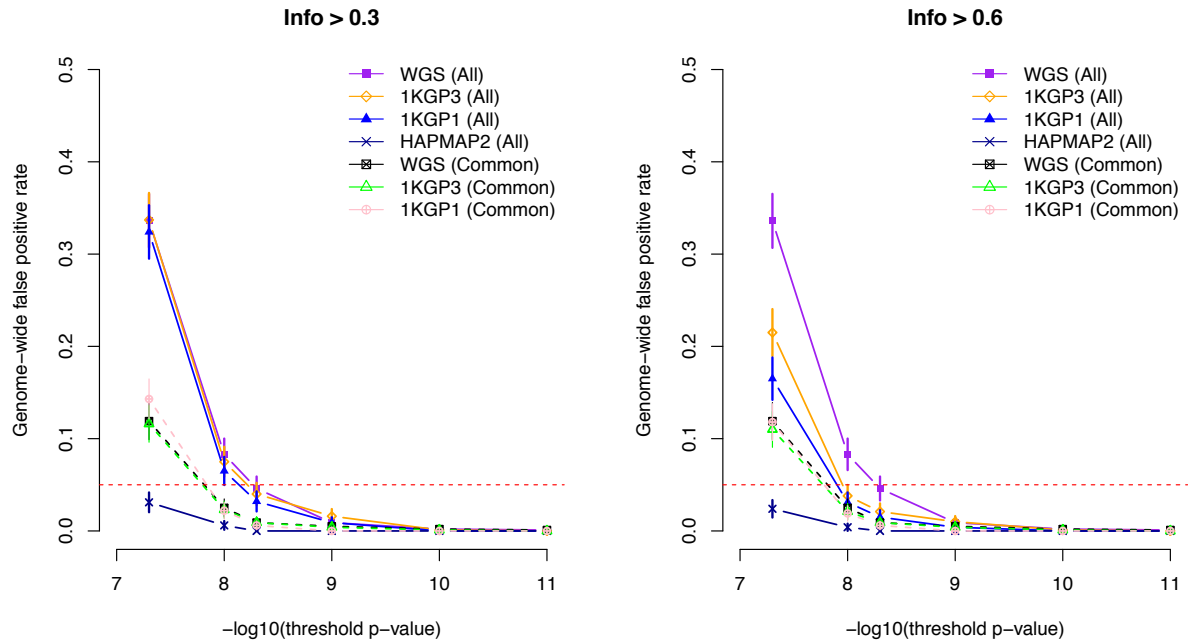 Info > 0.3
Genome−wide false positive rate
0.5
0.4
0.3
0.2
0.1
0.0
WGS (All)
1KGP3 (All)
1KGP1 (All)
HAPMAP2 (All)
WGS (Common)
1KGP3 (Common)
1KGP1 (Common)
7 8 9 10 11
−log10(threshold p−value)
Info > 0.6
Genome−wide false positive rate
0.5
0.4
0.3
0.2
0.1
0.0
WGS (All)
1KGP3 (All)
1KGP1 (All)
HAPMAP2 (All)
WGS (Common)
1KGP3 (Common)
1KGP1 (Common)
7 8 9 10 11
−log10(threshold p−value)